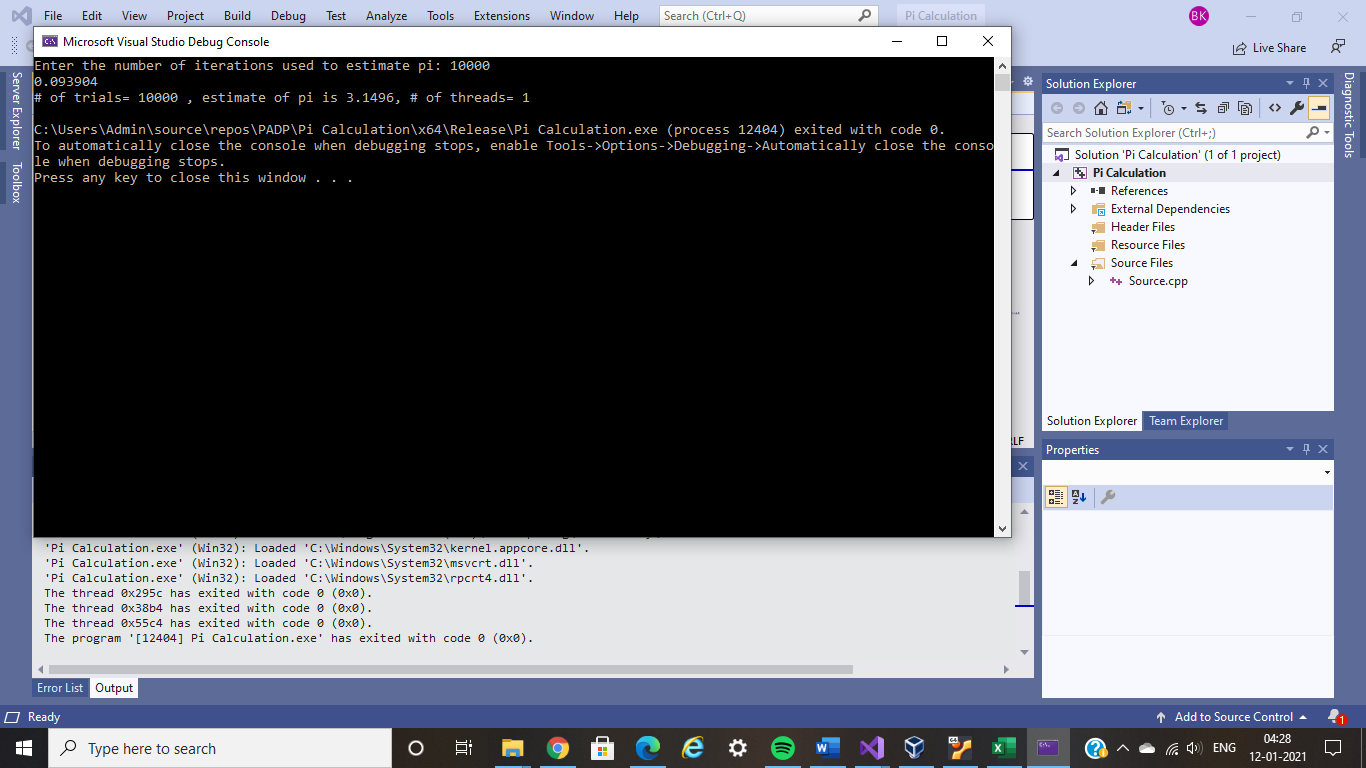 File Edit View Project Build Debug Test Analyze Tools Extensions Window Help Search (Ctrl+Q) Pi Calculation BK
Live Share
Microsoft Visual Studio Debug Console
Enter the number of iterations used to estimate pi: 10000
0.093904
# of trials= 10000 , estimate of pi is 3.1496, # of threads= 1
C:\Users\Admin\source\repos\PADP\Pi Calculation\x64\Release\Pi Calculation.exe (process 12404) exited with code 0.
To automatically close the console when debugging stops, enable Tools->Options->Debugging->Automatically close the conso
le when debugging stops.
Press any key to close this window . . .
Server Explorer
Toolbox
Solution Explorer
Search Solution Explorer (Ctrl+;)
Solution 'Pi Calculation' (1 of 1 project)
Pi Calculation
References
External Dependencies
Header Files
Resource Files
Source Files
Source.cpp
Solution Explorer Team Explorer
Diagnostic Tools
Properties
'Pi Calculation.exe' (Win32): Loaded 'C:\Windows\System32\kernel.appcore.dll'.
'Pi Calculation.exe' (Win32): Loaded 'C:\Windows\System32\msvcrt.dll'.
'Pi Calculation.exe' (Win32): Loaded 'C:\Windows\System32\rpcrt4.dll'.
The thread 0x295c has exited with code 0 (0x0).
The thread 0x38b4 has exited with code 0 (0x0).
The thread 0x55c4 has exited with code 0 (0x0).
The program '[12404] Pi Calculation.exe' has exited with code 0 (0x0).
Error List Output
Ready
Add to Source Control 1
Type here to search
ENG
04:28
12-01-2021